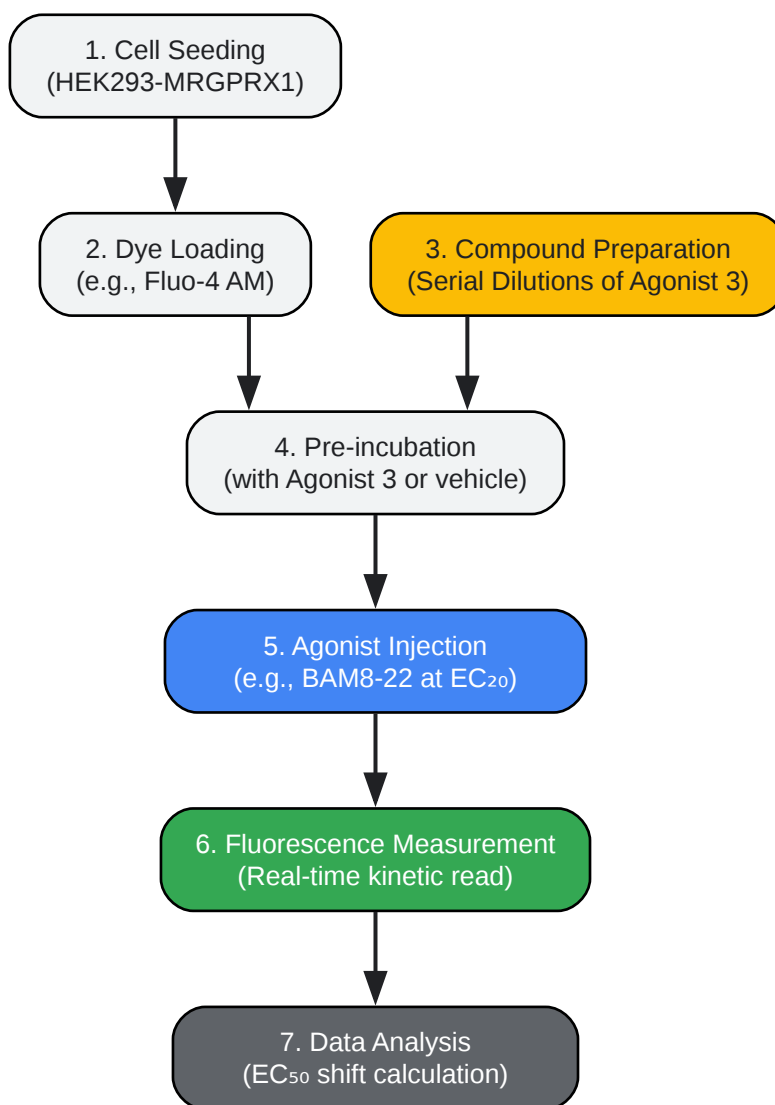 1. Cell Seeding
(HEK293-MRGPRX1)
2. Dye Loading
(e.g., Fluo-4 AM)
3. Compound Preparation
(Serial Dilutions of Agonist 3)
4. Pre-incubation
(with Agonist 3 or vehicle)
5. Agonist Injection
(e.g., BAM8-22 at EC₂₀)
6. Fluorescence Measurement
(Real-time kinetic read)
7. Data Analysis
(EC₅₀ shift calculation)